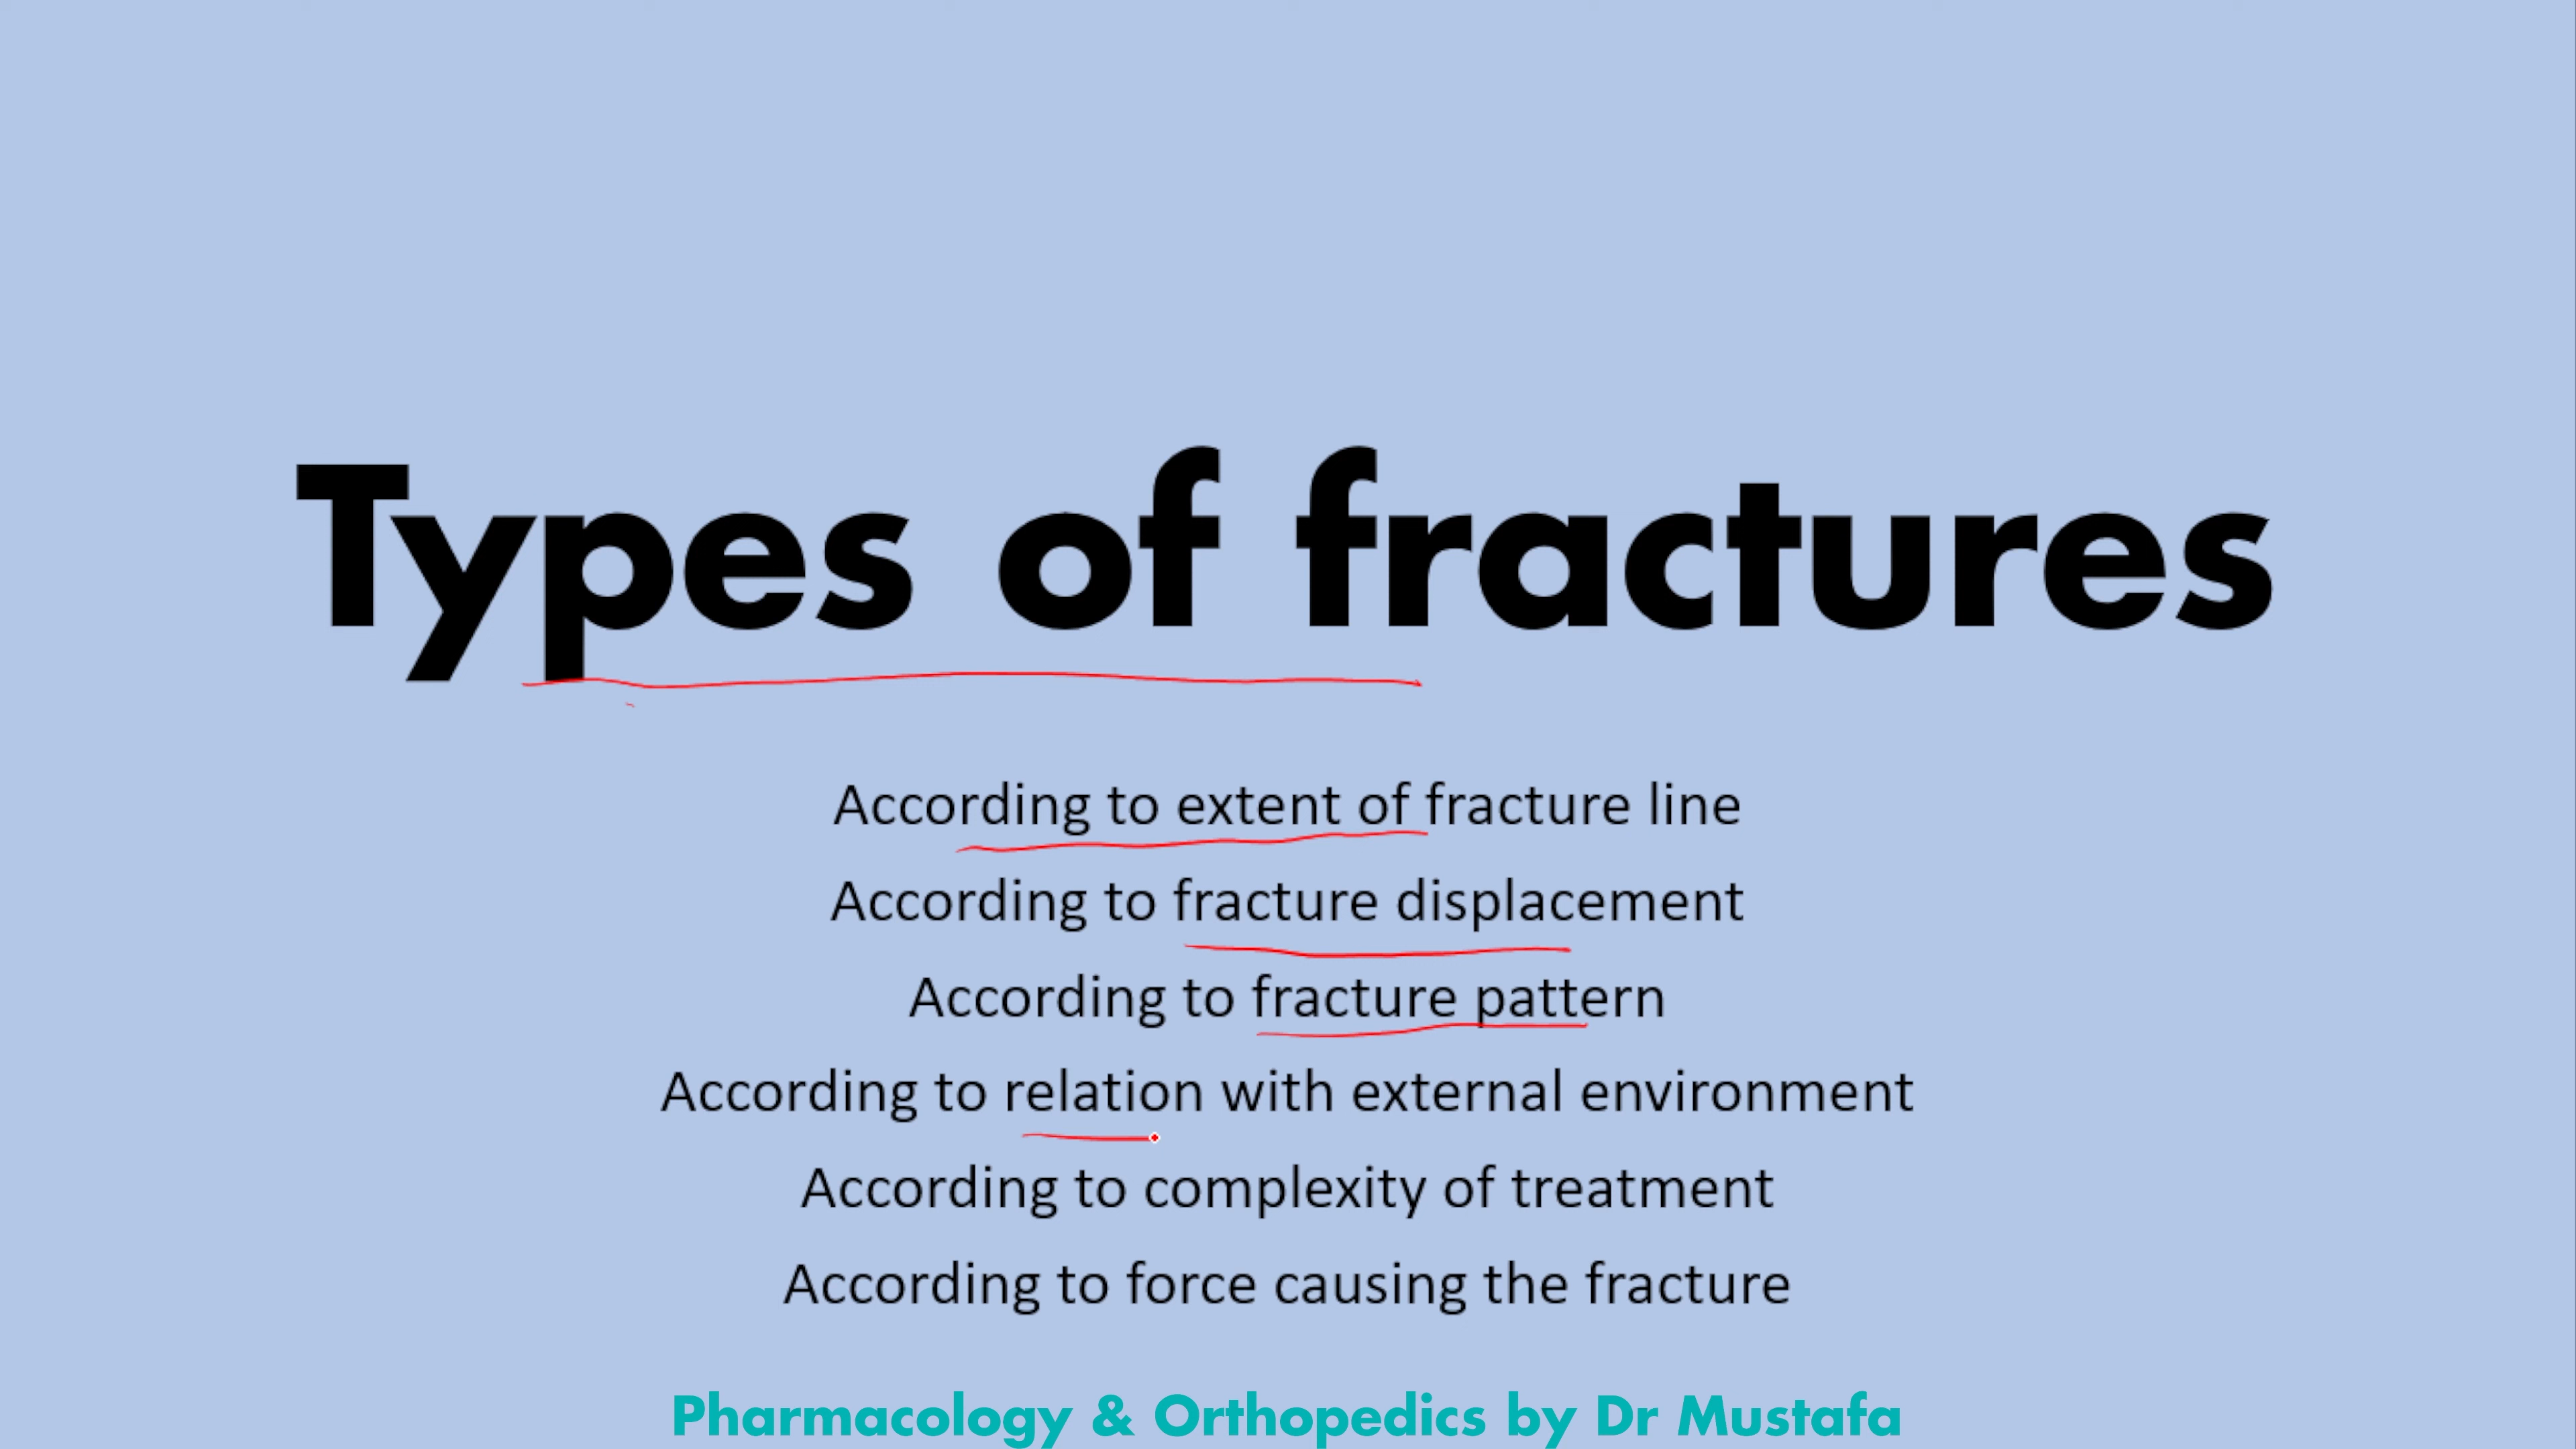 Types of fractures
According to extent of fracture line
According to fracture displacement
According to fracture pattern
According to relation with external environment
According to complexity of treatment
According to force causing the fracture
Pharmacology & Orthopedics by Dr Mustafa